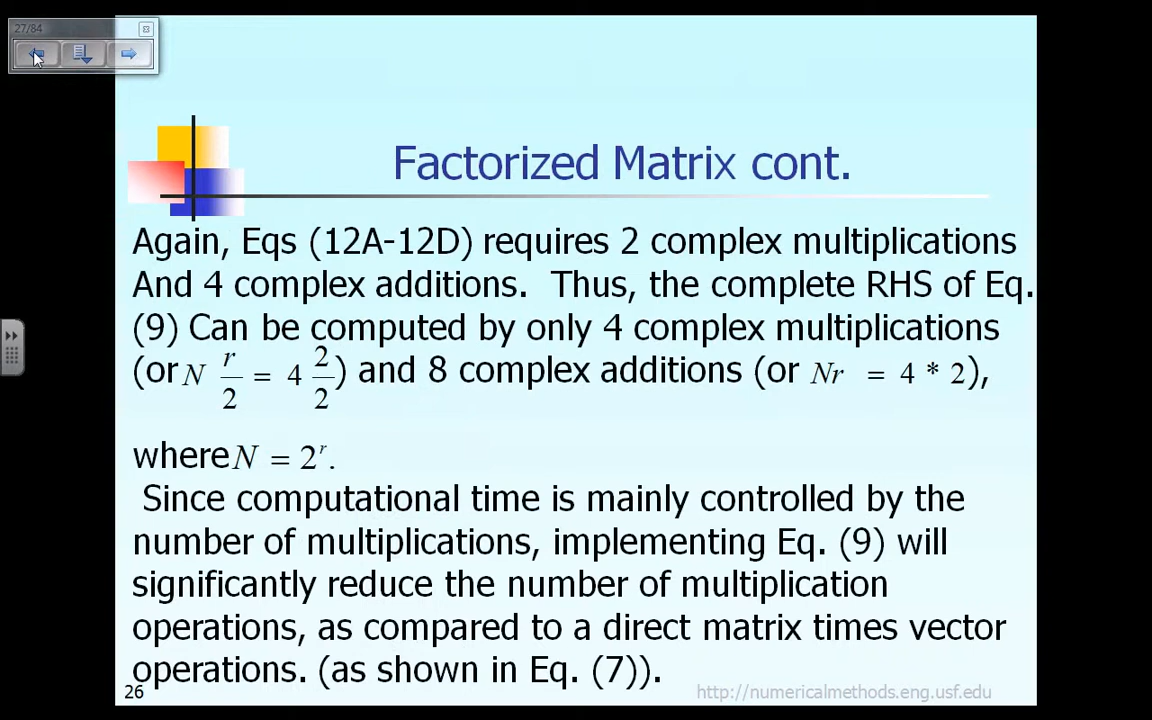 27/84
Factorized Matrix cont.
Again, Eqs (12A-12D) requires 2 complex multiplications
And 4 complex additions. Thus, the complete RHS of Eq.
(9) Can be computed by only 4 complex multiplications
(or N r/2 = 4 2/2) and 8 complex additions (or Nr = 4 * 2),
where N = 2^r.
Since computational time is mainly controlled by the
number of multiplications, implementing Eq. (9) will
significantly reduce the number of multiplication
operations, as compared to a direct matrix times vector
operations. (as shown in Eq. (7)).
26
http://numericalmethods.eng.usf.edu